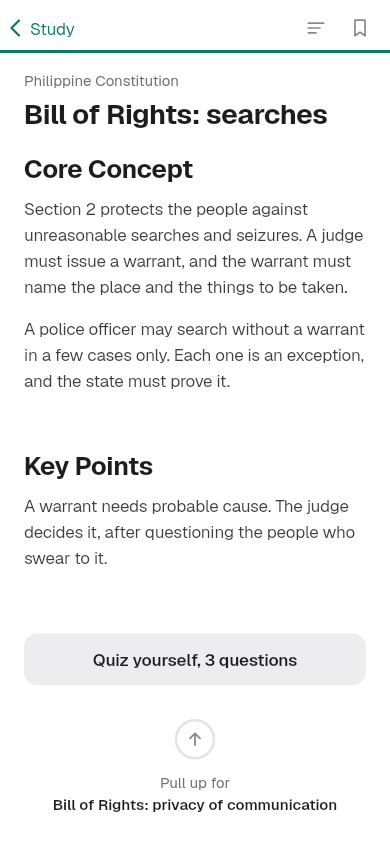 Study
Philippine Constitution
Bill of Rights: searches
Core Concept
Section 2 protects the people against
unreasonable searches and seizures. A judge
must issue a warrant, and the warrant must
name the place and the things to be taken.
A police officer may search without a warrant
in a few cases only. Each one is an exception,
and the state must prove it.
Key Points
A warrant needs probable cause. The judge
decides it, after questioning the people who
swear to it.
Quiz yourself, 3 questions
Pull up for
Bill of Rights: privacy of communication